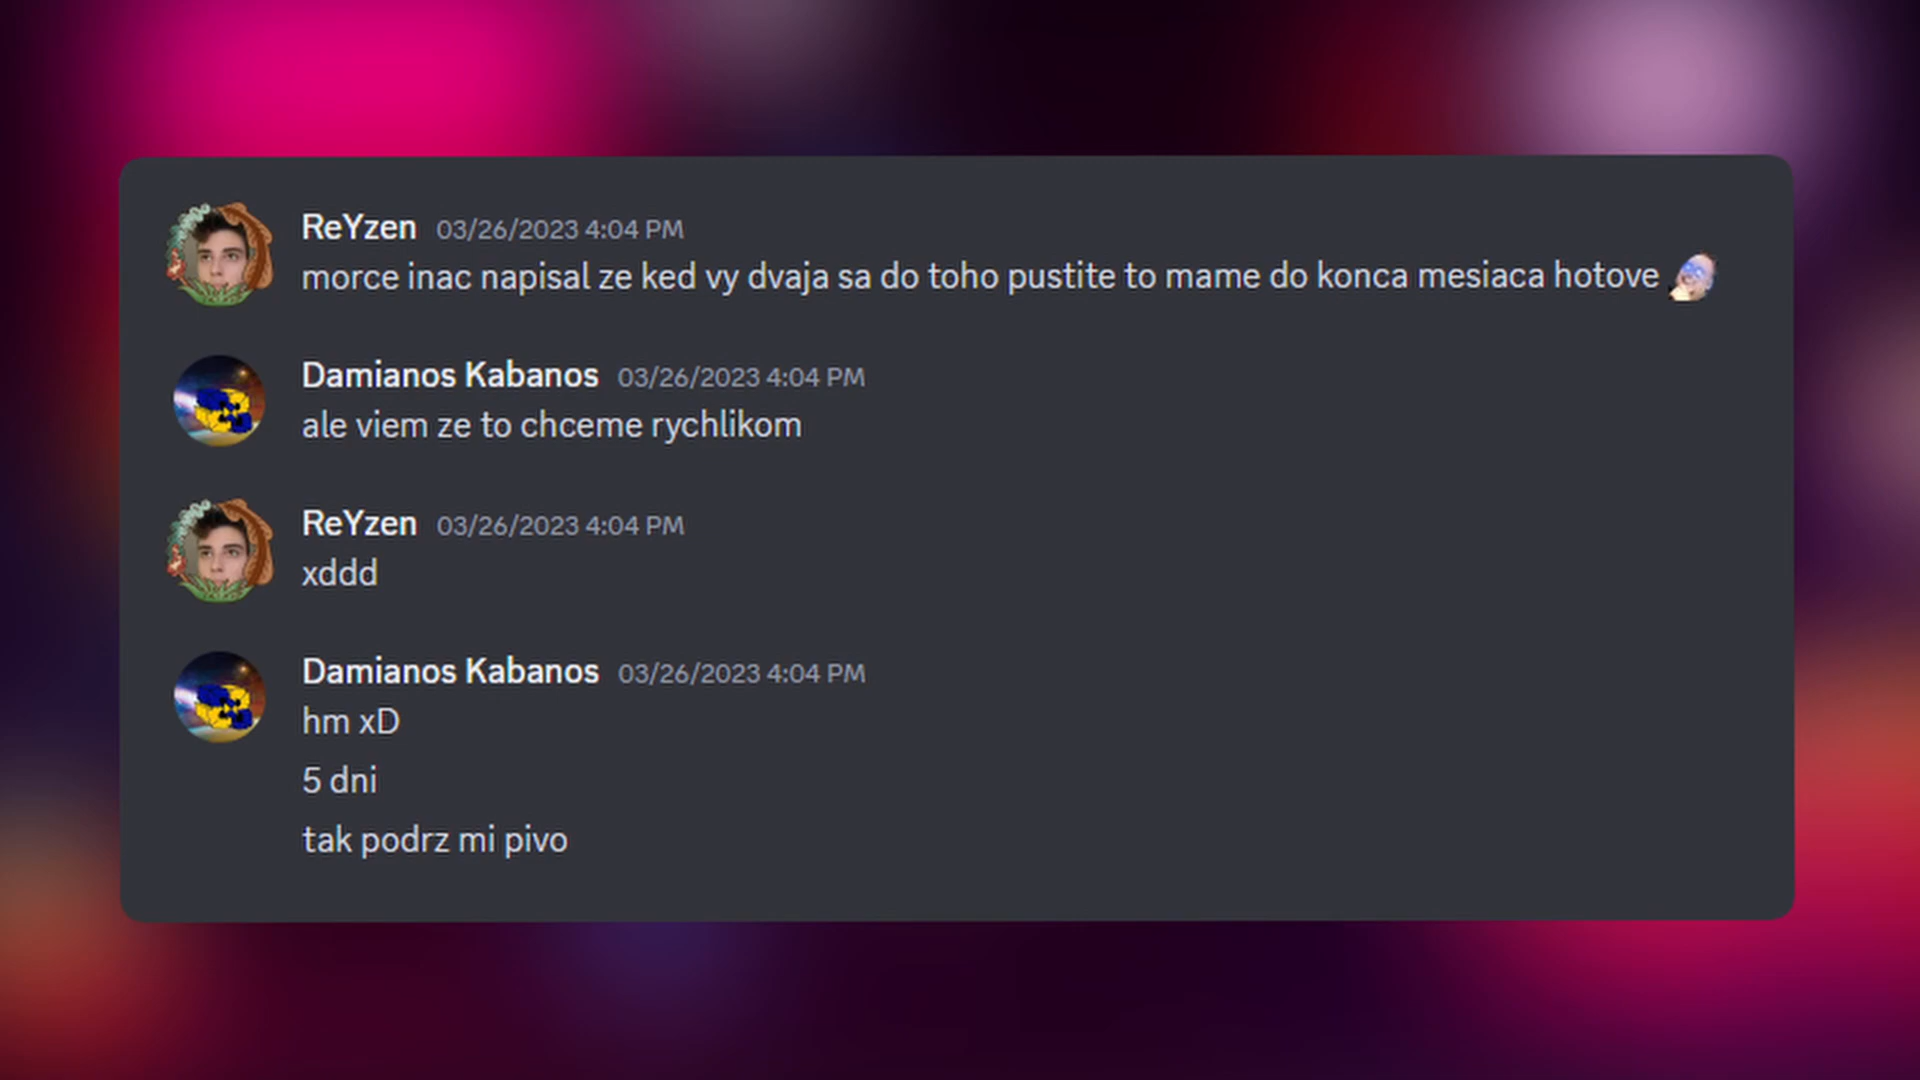 ReYzen 03/26/2023 4:04 PM
morce inac napisal ze ked vy dvaja sa do toho pustite to mame do konca mesiaca hotove
Damianos Kabanos 03/26/2023 4:04 PM
ale viem ze to chceme rychlikom
ReYzen 03/26/2023 4:04 PM
xddd
Damianos Kabanos 03/26/2023 4:04 PM
hm xD
5 dni
tak podrz mi pivo